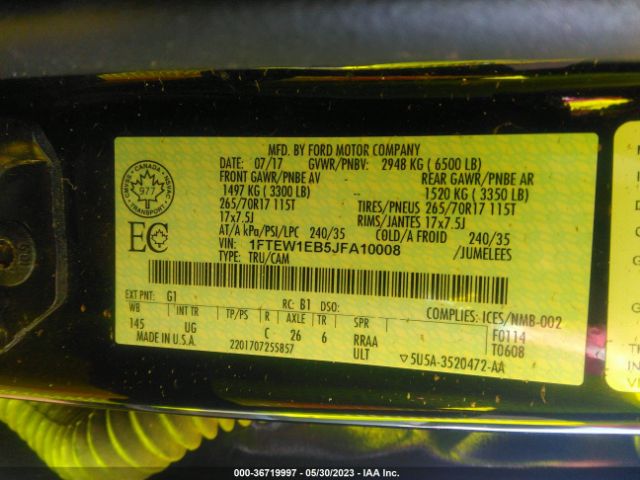 MFD. BY FORD MOTOR COMPANY
DATE: 07/17 GVWR/PNBV: 2948 KG ( 6500 LB)
FRONT GAWR/PNBE AV REAR GAWR/PNBE AR
1497 KG ( 3300 LB) 1520 KG ( 3350 LB)
265/70R17 115T TIRES/PNEUS 265/70R17 115T
17x7.5J RIMS/JANTES 17x7.5J
AT/A kPa/PSI/LPC 240/35 COLD/A FROID 240/35
VIN: 1FTEW1EB5JFA10008 /JUMELEES
TYPE: TRU/CAM
CANADA
977
TRANSPORT
EC
EXT PNT: G1 RC: B1 DSO: COMPLIES: ICES/NMB-002
WB INT TR TP/PS R AXLE TR SPR F0114
145 UG C 26 6 RRAA T0608
MADE IN U.S.A. 2201707255857 ULT ▽5U5A-3520472-AA
000-36719997 - 05/30/2023 - IAA Inc.